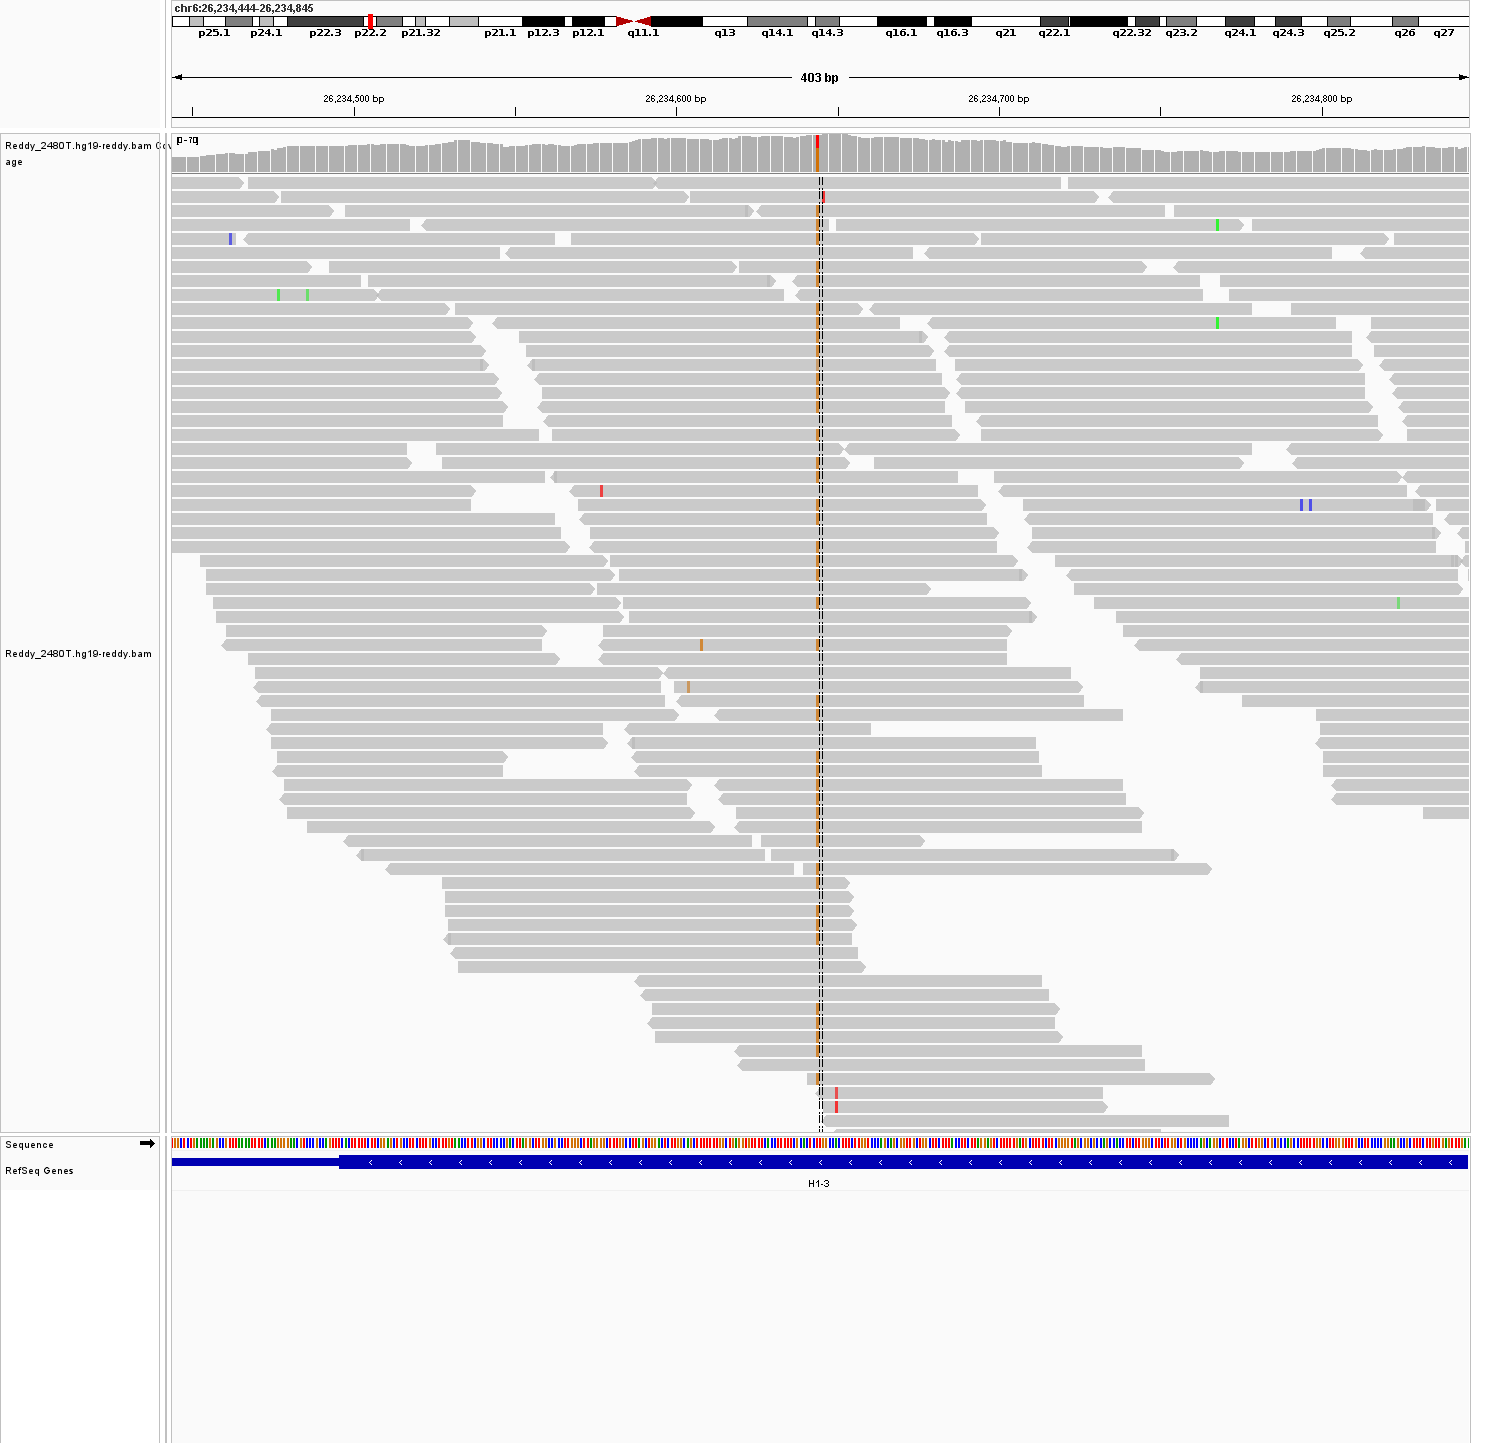 chr6:26,234,444-26,234,845
p25.1 p24.1 p22.3 p22.2 p21.32 p21.1 p12.3 p12.1 q11.1 q13 q14.1 q14.3 q16.1 q16.3 q21 q22.1 q22.32 q23.2 q24.1 q24.3 q25.2 q26 q27
403 bp
26,234,500 bp 26,234,600 bp 26,234,700 bp 26,234,800 bp
Reddy_2480T.hg19-reddy.bam Cov
age
[0 - 70]
Reddy_2480T.hg19-reddy.bam
Sequence
RefSeq Genes
H1-3